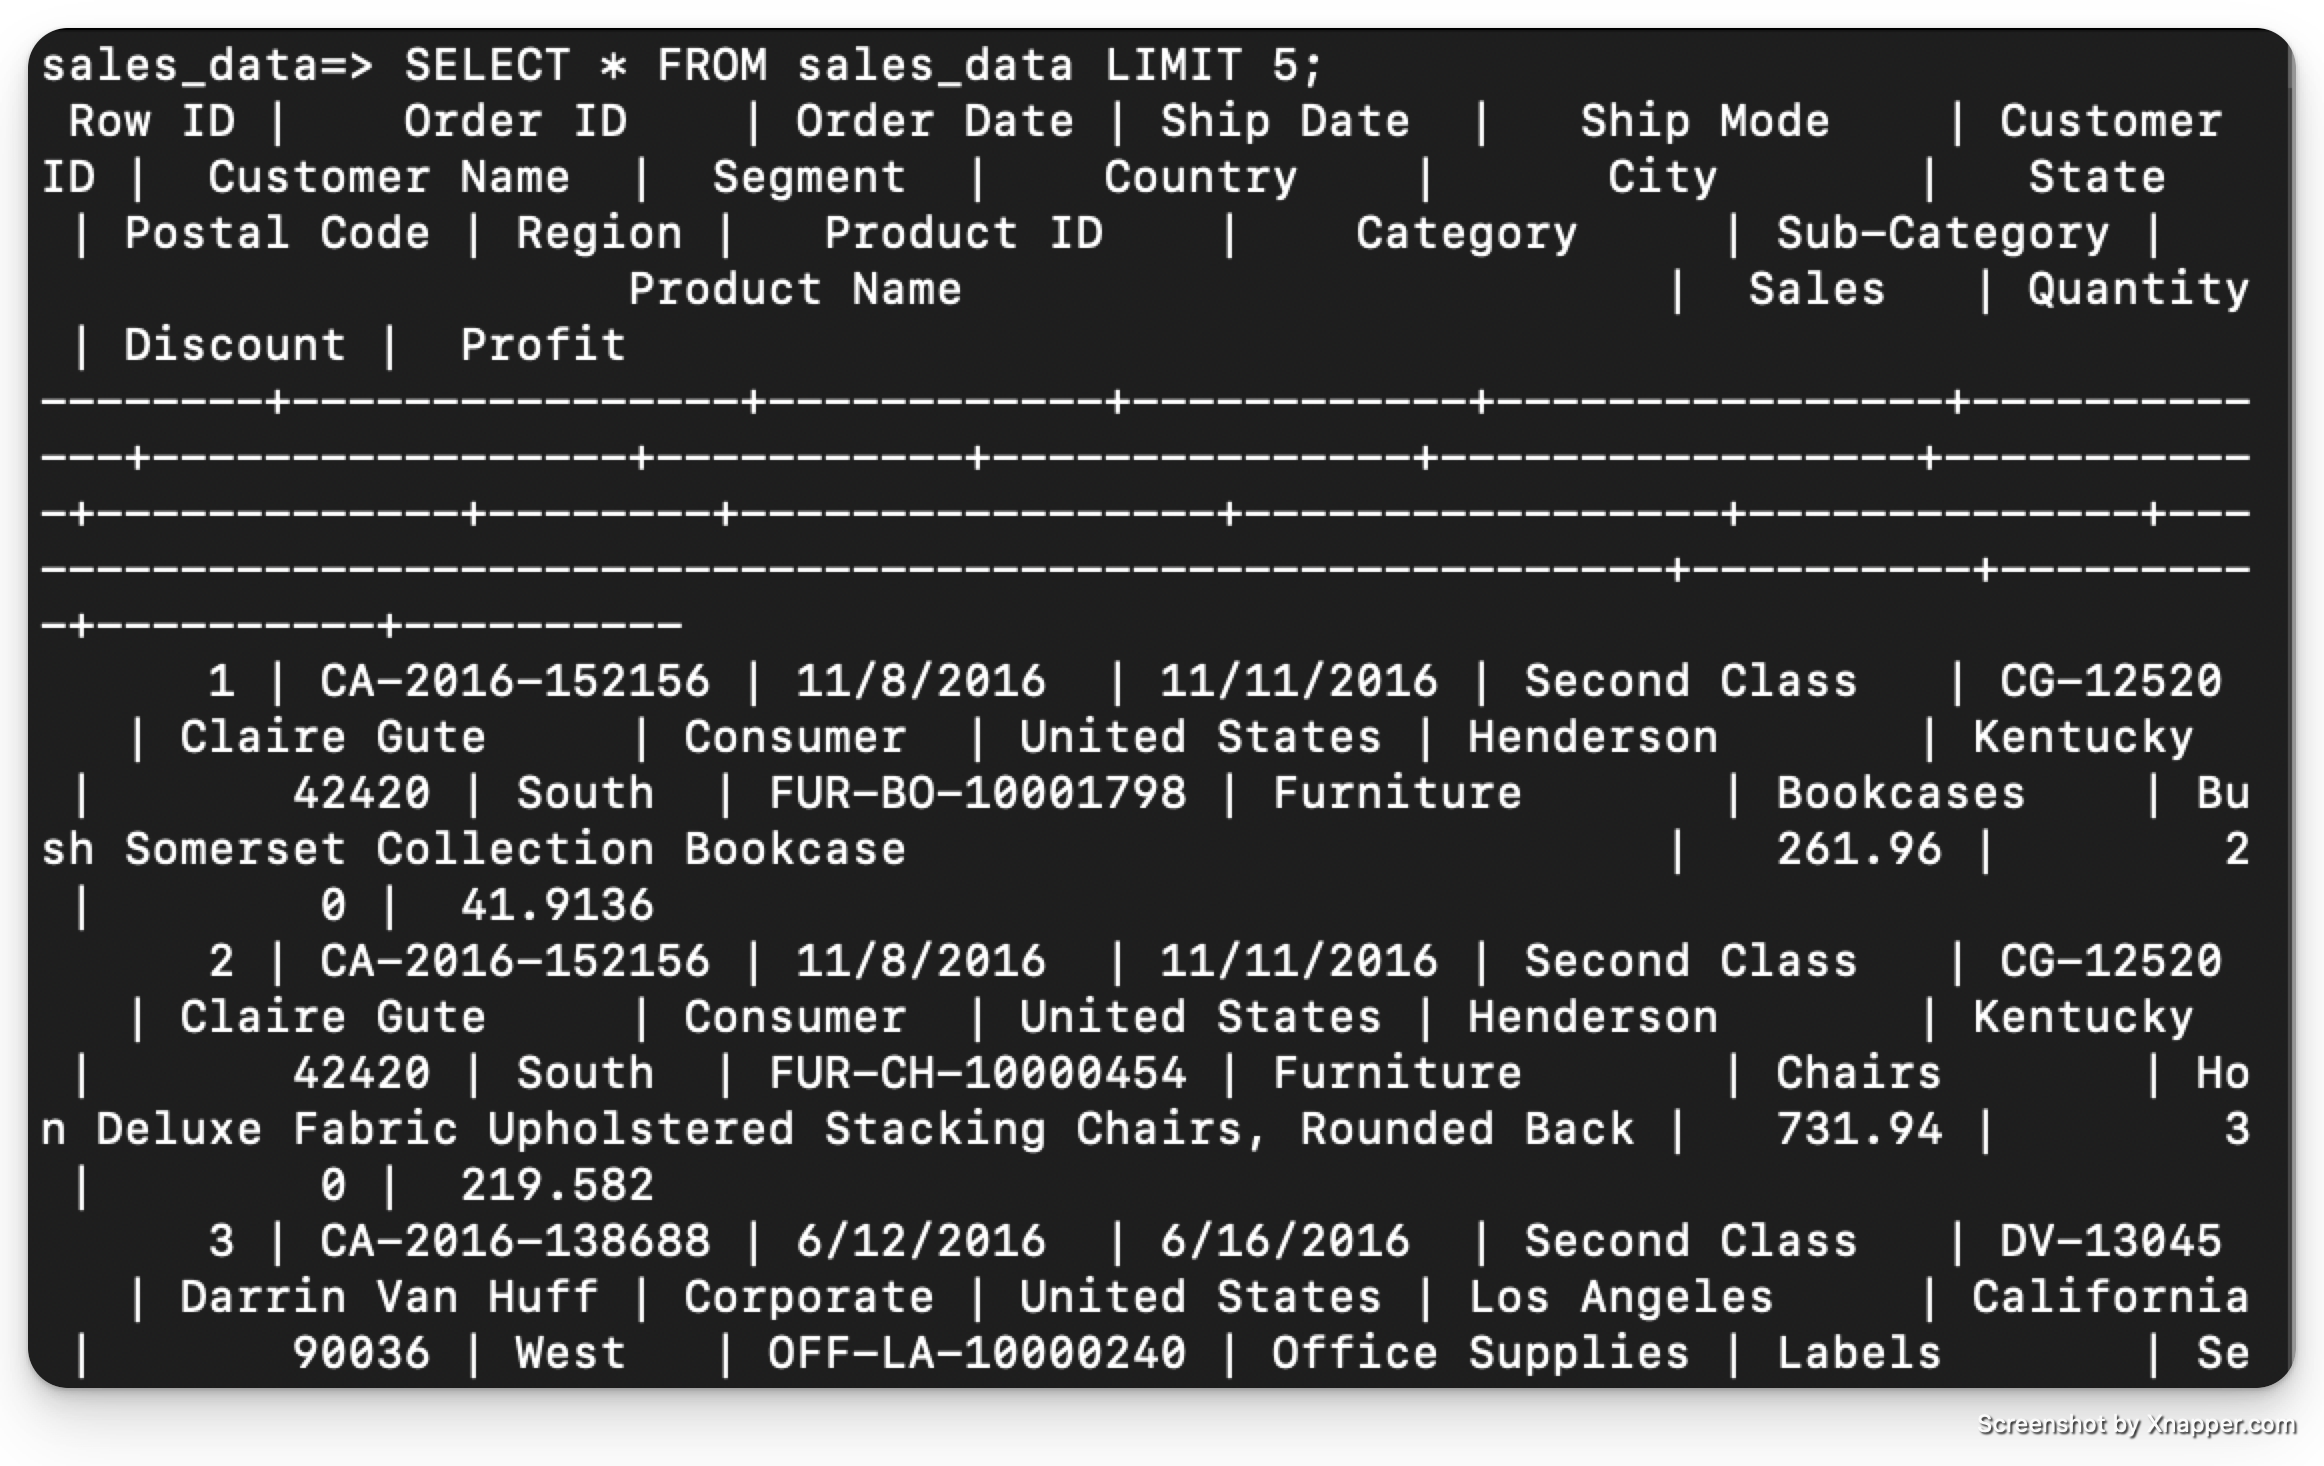 sales_data=> SELECT * FROM sales_data LIMIT 5;
 Row ID |    Order ID    | Order Date | Ship Date  |   Ship Mode    | Customer
ID |  Customer Name  |  Segment  |    Country    |      City       |   State
 | Postal Code | Region |   Product ID    |    Category     | Sub-Category |
                     Product Name                          |  Sales   | Quantity
 | Discount |  Profit
--------+----------------+------------+------------+----------------+----------
---+-----------------+-----------+---------------+-----------------+-----------
-+-------------+--------+-----------------+-----------------+--------------+---
----------------------------------------------------------+----------+---------
-+----------+----------
      1 | CA-2016-152156 | 11/8/2016  | 11/11/2016 | Second Class   | CG-12520
   | Claire Gute     | Consumer  | United States | Henderson       | Kentucky
 |       42420 | South  | FUR-BO-10001798 | Furniture       | Bookcases    | Bu
sh Somerset Collection Bookcase                           |   261.96 |        2
 |        0 |  41.9136
      2 | CA-2016-152156 | 11/8/2016  | 11/11/2016 | Second Class   | CG-12520
   | Claire Gute     | Consumer  | United States | Henderson       | Kentucky
 |       42420 | South  | FUR-CH-10000454 | Furniture       | Chairs       | Ho
n Deluxe Fabric Upholstered Stacking Chairs, Rounded Back |   731.94 |        3
 |        0 |  219.582
      3 | CA-2016-138688 | 6/12/2016  | 6/16/2016  | Second Class   | DV-13045
   | Darrin Van Huff | Corporate | United States | Los Angeles     | California
 |       90036 | West   | OFF-LA-10000240 | Office Supplies | Labels       | Se
Screenshot by Xnapper.com